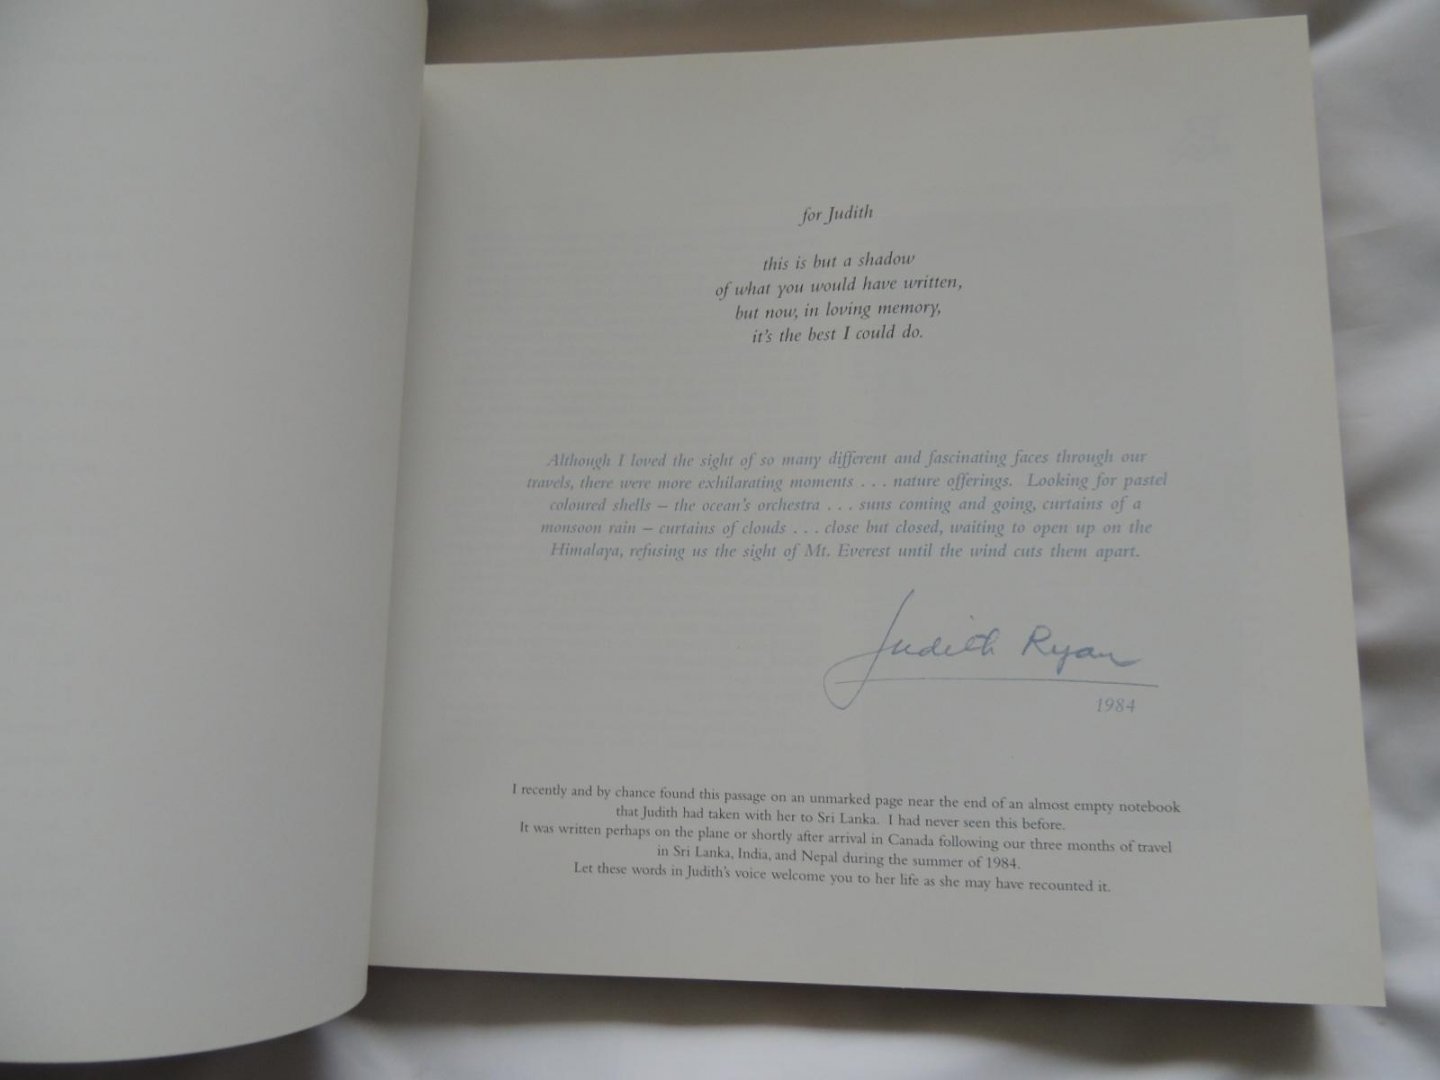 for Judith
this is but a shadow
of what you would have written,
but now, in loving memory,
it's the best I could do.
Although I loved the sight of so many different and fascinating faces through our
travels, there were more exhilarating moments . . . nature offerings. Looking for pastel
coloured shells – the ocean's orchestra . . . suns coming and going, curtains of a
monsoon rain – curtains of clouds . . . close but closed, waiting to open up on the
Himalaya, refusing us the sight of Mt. Everest until the wind cuts them apart.
Judith Ryan
1984
I recently and by chance found this passage on an unmarked page near the end of an almost empty notebook
that Judith had taken with her to Sri Lanka. I had never seen this before.
It was written perhaps on the plane or shortly after arrival in Canada following our three months of travel
in Sri Lanka, India, and Nepal during the summer of 1984.
Let these words in Judith's voice welcome you to her life as she may have recounted it.